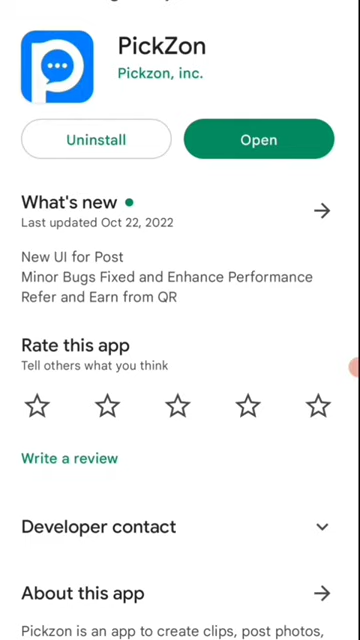 PickZon
Pickzon, inc.
Uninstall
Open
What's new
Last updated Oct 22, 2022
New UI for Post
Minor Bugs Fixed and Enhance Performance
Refer and Earn from QR
Rate this app
Tell others what you think
Write a review
Developer contact
About this app
Pickzon is an app to create clips, post photos,